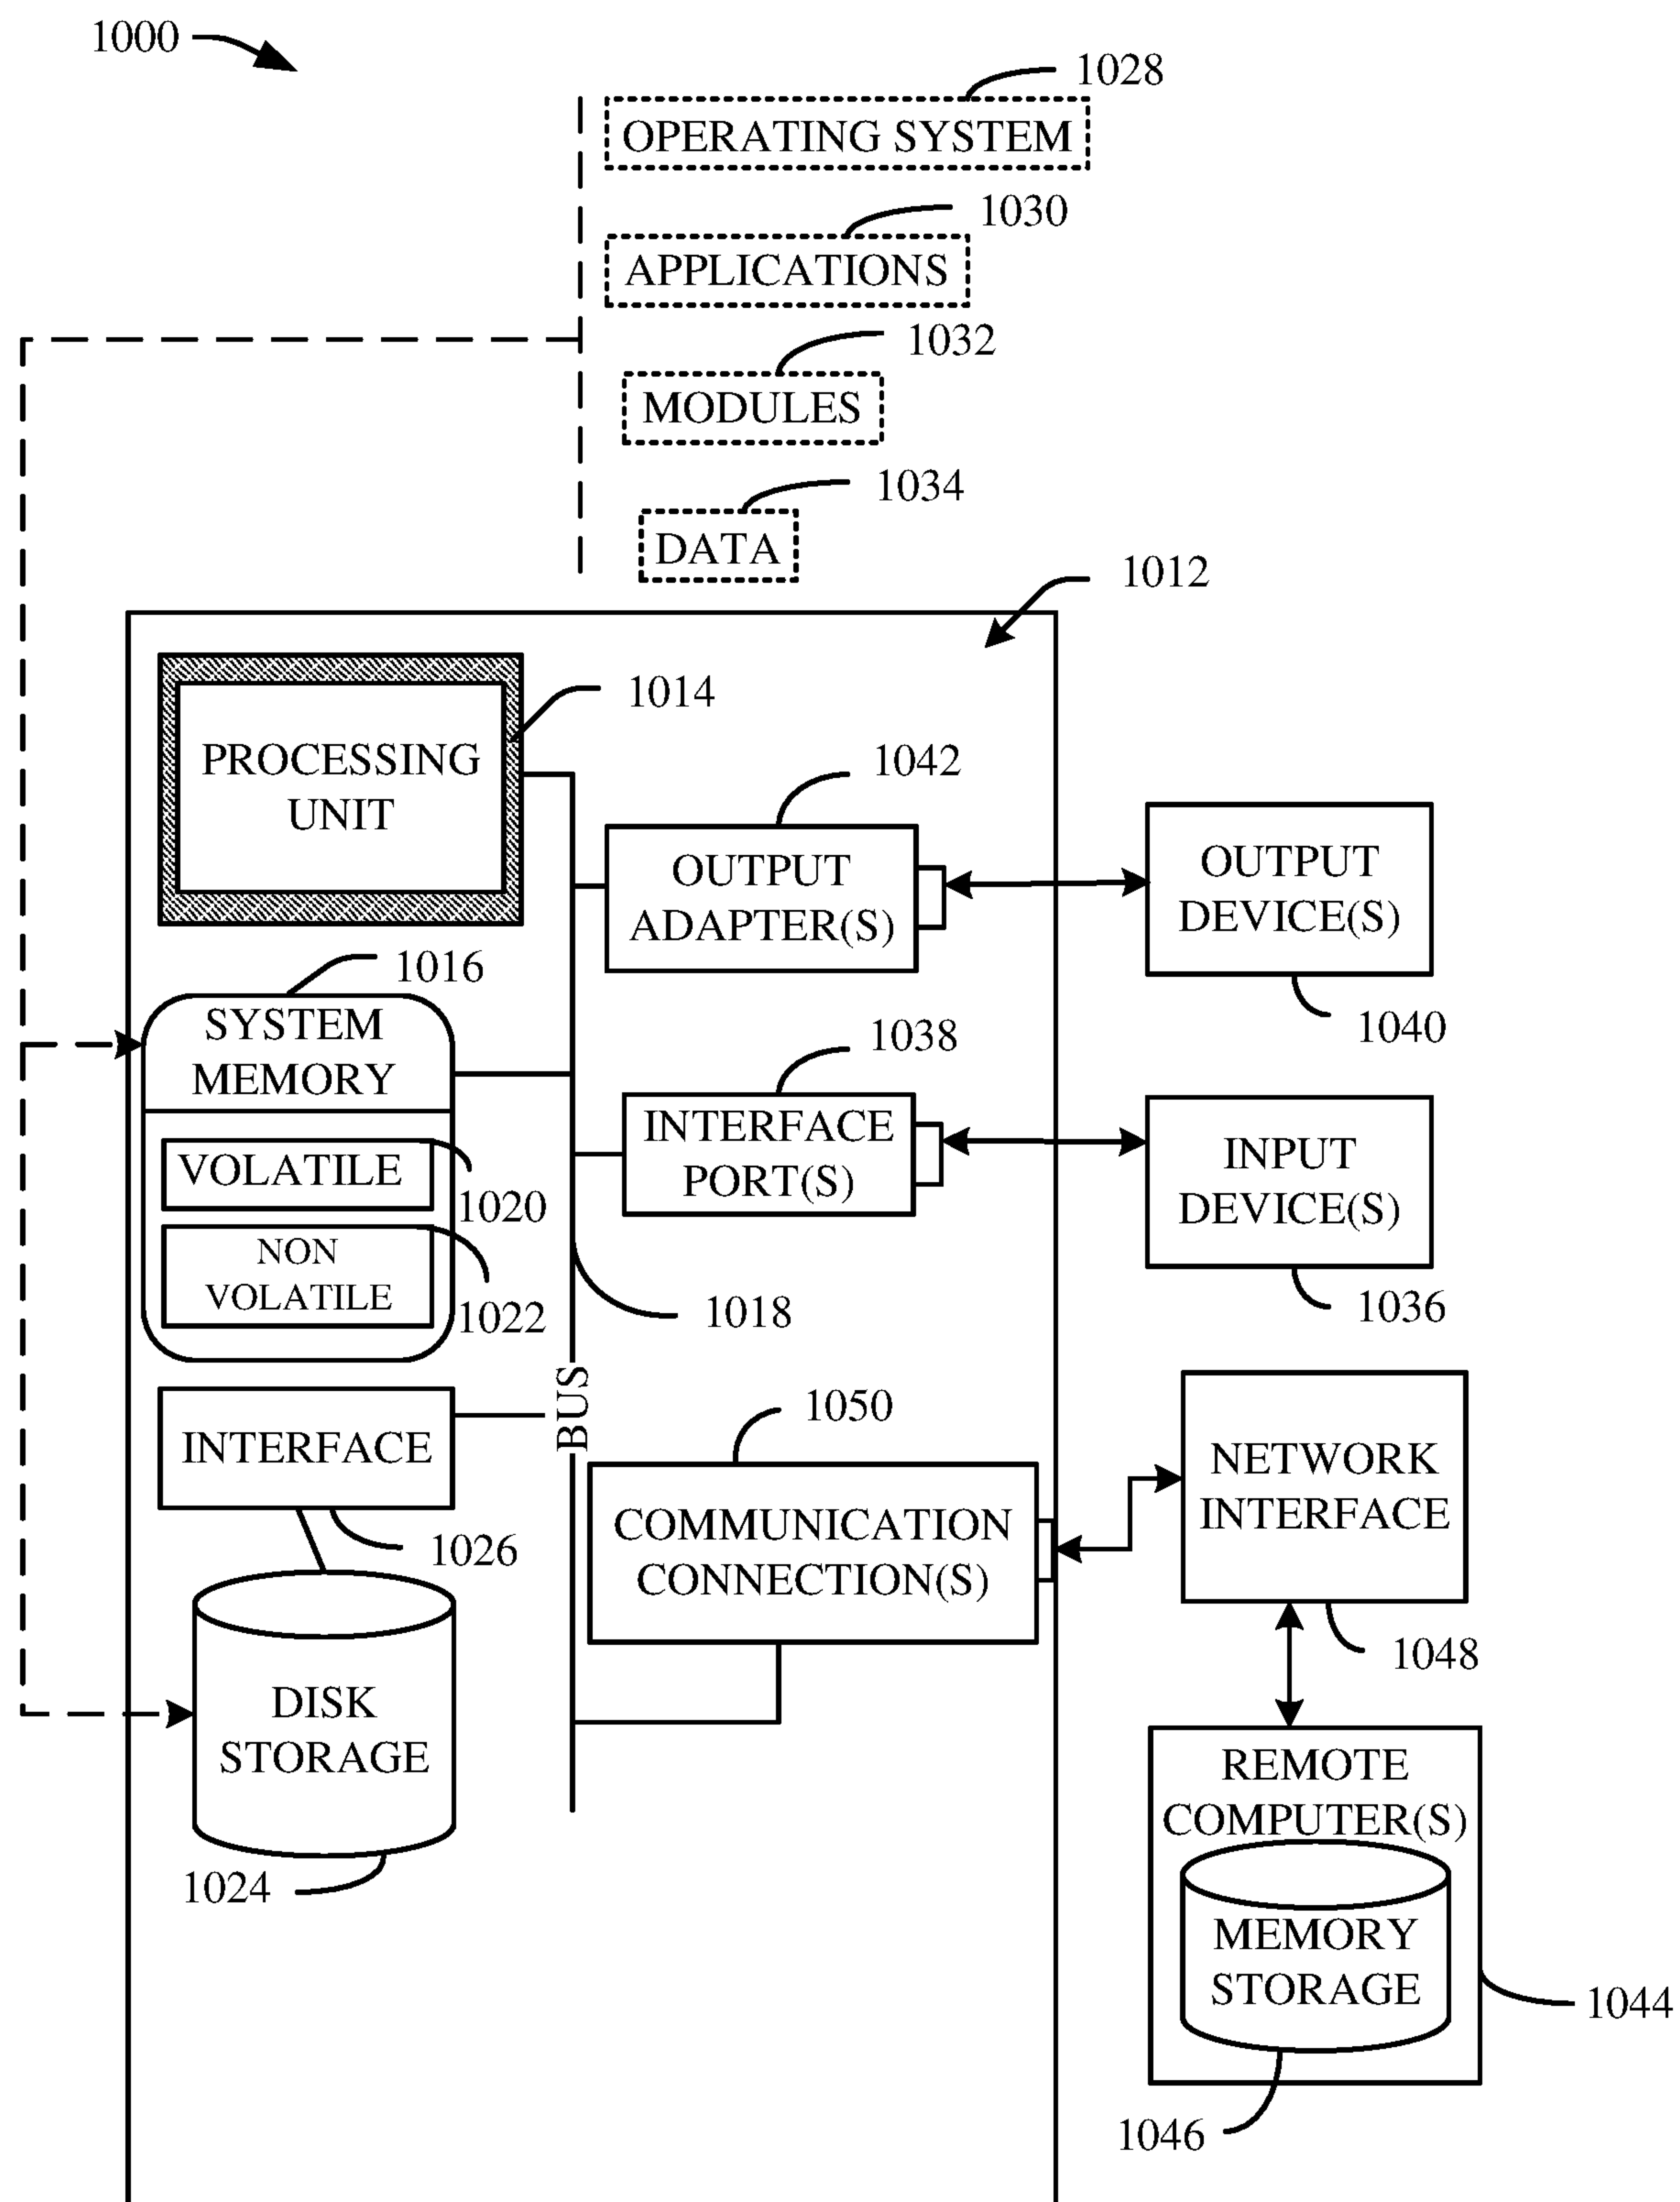 1000
1028
OPERATING SYSTEM
1030
APPLICATIONS
1032
MODULES
1034
DATA
1012
1014
PROCESSING
UNIT
1042
OUTPUT
ADAPTER(S)
OUTPUT
DEVICE(S)
1040
1016
SYSTEM
MEMORY
VOLATILE
1020
NON
VOLATILE
1022
1038
INTERFACE
PORT(S)
INPUT
DEVICE(S)
1036
1018
BUS
INTERFACE
1026
1050
COMMUNICATION
CONNECTION(S)
NETWORK
INTERFACE
1048
DISK
STORAGE
1024
REMOTE
COMPUTER(S)
MEMORY
STORAGE
1044
1046